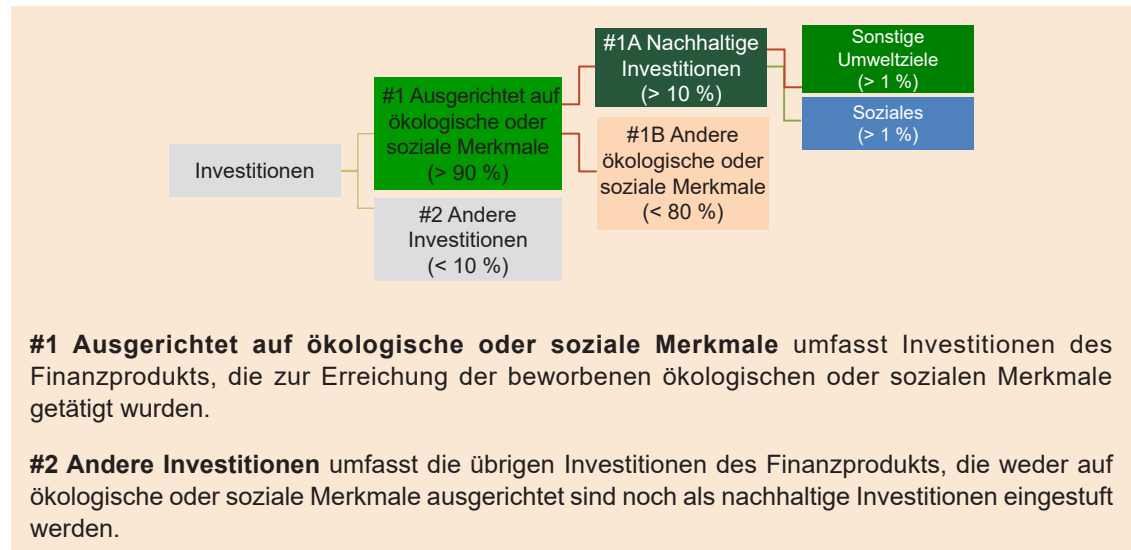 Investitionen
#1 Ausgerichtet auf
ökologische oder
soziale Merkmale
(> 90 %)
#2 Andere
Investitionen
(< 10 %)
#1A Nachhaltige
Investitionen
(> 10 %)
#1B Andere
ökologische oder
soziale Merkmale
(< 80 %)
Sonstige
Umweltziele
(> 1 %)
Soziales
(> 1 %)
#1 Ausgerichtet auf ökologische oder soziale Merkmale umfasst Investitionen des
Finanzprodukts, die zur Erreichung der beworbenen ökologischen oder sozialen Merkmale
getätigt wurden.
#2 Andere Investitionen umfasst die übrigen Investitionen des Finanzprodukts, die weder auf
ökologische oder soziale Merkmale ausgerichtet sind noch als nachhaltige Investitionen eingestuft
werden.